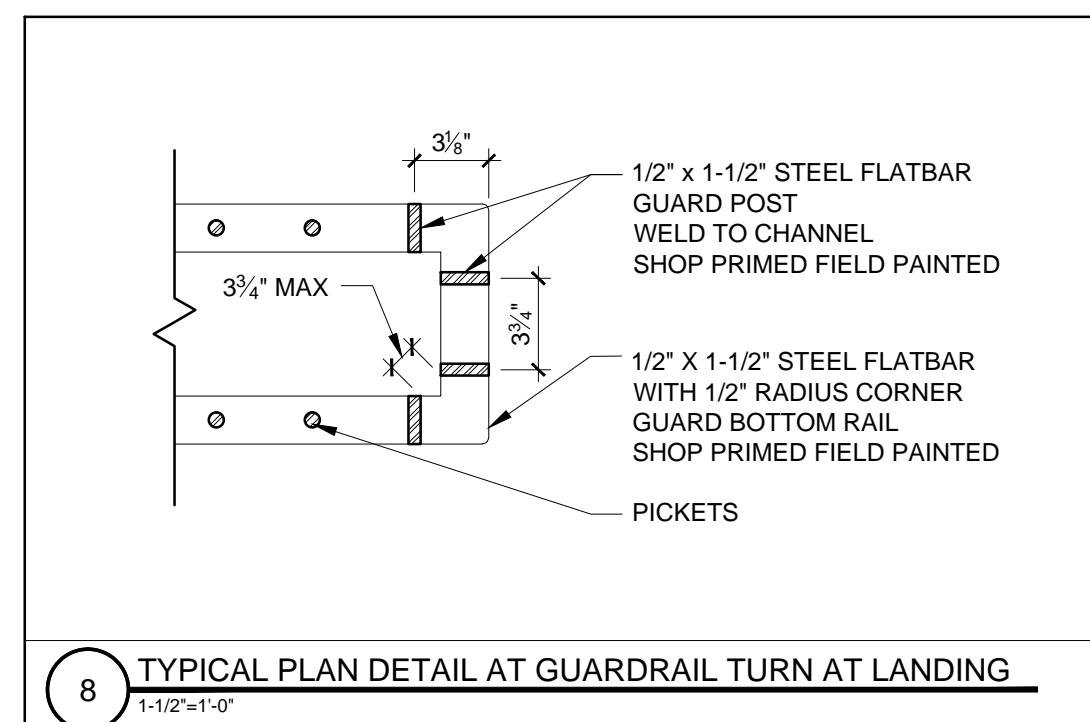 3⅛"
1/2" x 1-1/2" STEEL FLATBAR
GUARD POST
WELD TO CHANNEL
SHOP PRIMED FIELD PAINTED
3¾" MAX
3¾"
1/2" X 1-1/2" STEEL FLATBAR
WITH 1/2" RADIUS CORNER
GUARD BOTTOM RAIL
SHOP PRIMED FIELD PAINTED
PICKETS
8
TYPICAL PLAN DETAIL AT GUARDRAIL TURN AT LANDING
1-1/2"=1'-0"